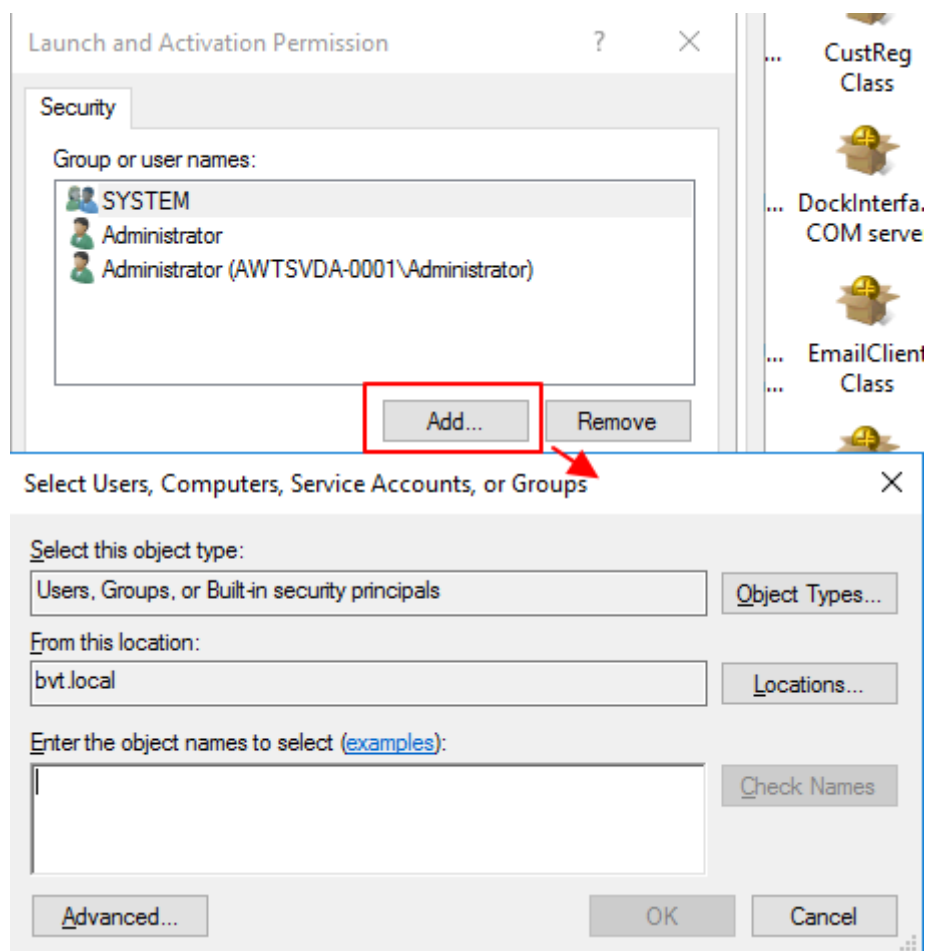 Launch and Activation Permission
?
Security
Group or user names:
SYSTEM
Administrator
Administrator (AWTSVDA-0001\Administrator)
Add...
Remove
...
CustReg
Class
...
DockInterfa.
COM serve
...
EmailClient
...
Class
Select Users, Computers, Service Accounts, or Groups
Select this object type:
Users, Groups, or Built-in security principals
Object Types...
From this location:
bvt.local
Locations...
Enter the object names to select (examples):
Check Names
Advanced...
OK
Cancel